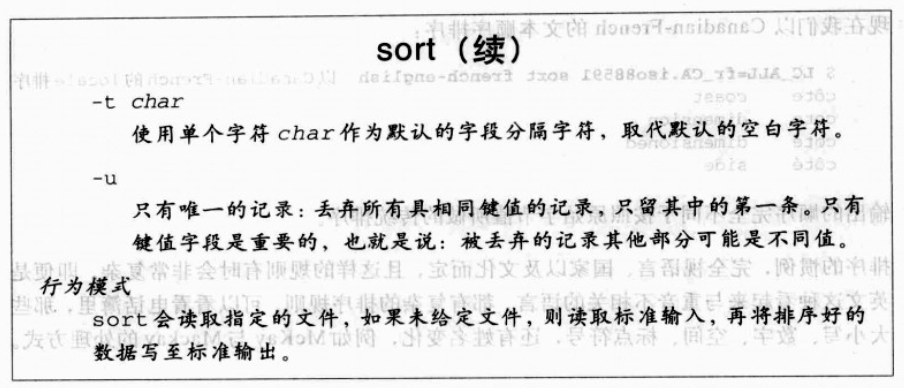 sort（续）
-t char
使用单个字符 char 作为默认的字段分隔字符，取代默认的空白字符。
-u
只有唯一的记录：丢弃所有具相同键值的记录，只留其中的第一条。只有
键值字段是重要的，也就是说：被丢弃的记录其他部分可能是不同值。
行为模式
sort 会读取指定的文件，如果未给定文件，则读取标准输入，再将排序好的
数据写至标准输出。